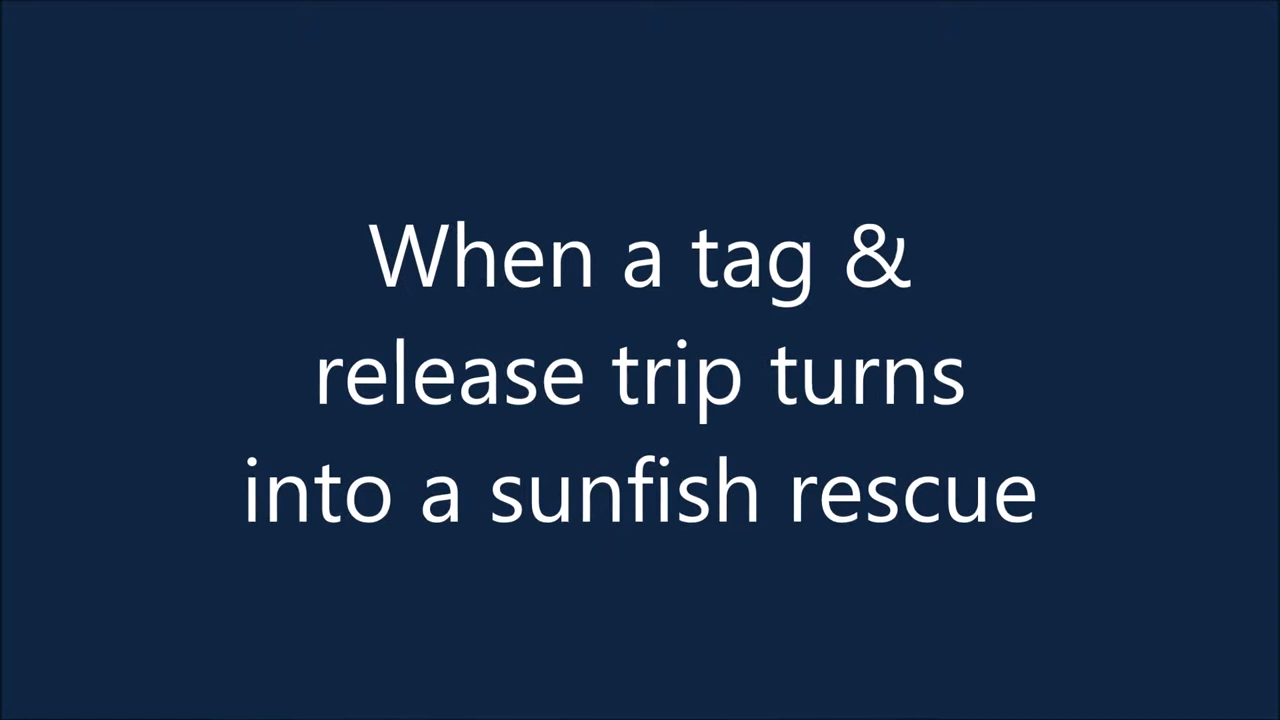 When a tag &
release trip turns
into a sunfish rescue